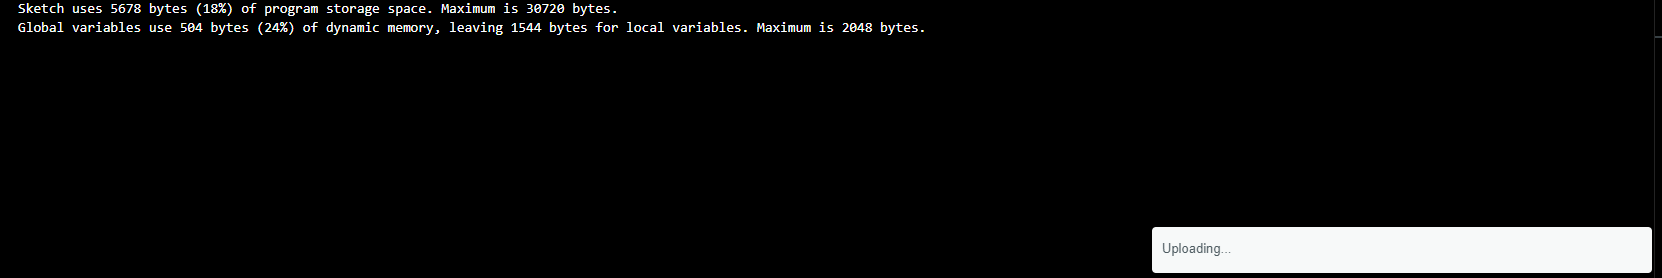 Sketch uses 5678 bytes (18%) of program storage space. Maximum is 30720 bytes.
Global variables use 504 bytes (24%) of dynamic memory, leaving 1544 bytes for local variables. Maximum is 2048 bytes.
Uploading...